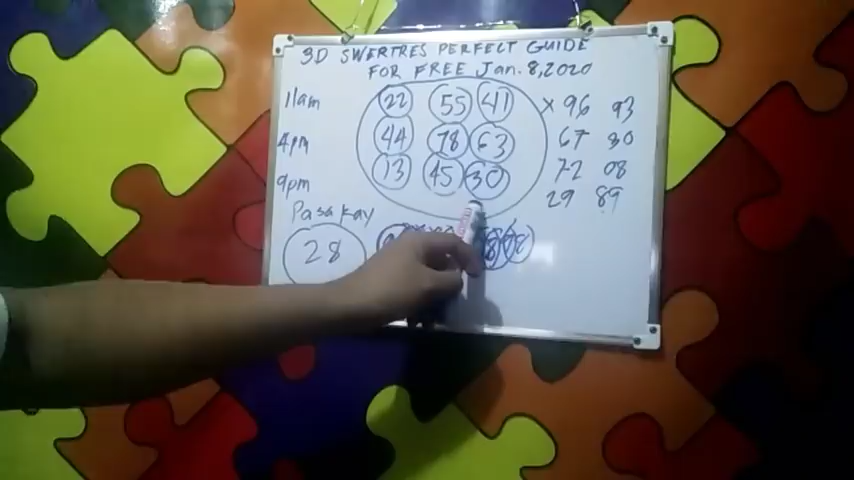 3D SWERTRES PERFECT GUIDE
FOR FREE Jan. 8, 2020
11am 22 55 41 x 96 93
4pm 44 78 63 67 30
9pm 13 45 30 72 08
29 89
Pasakay
28